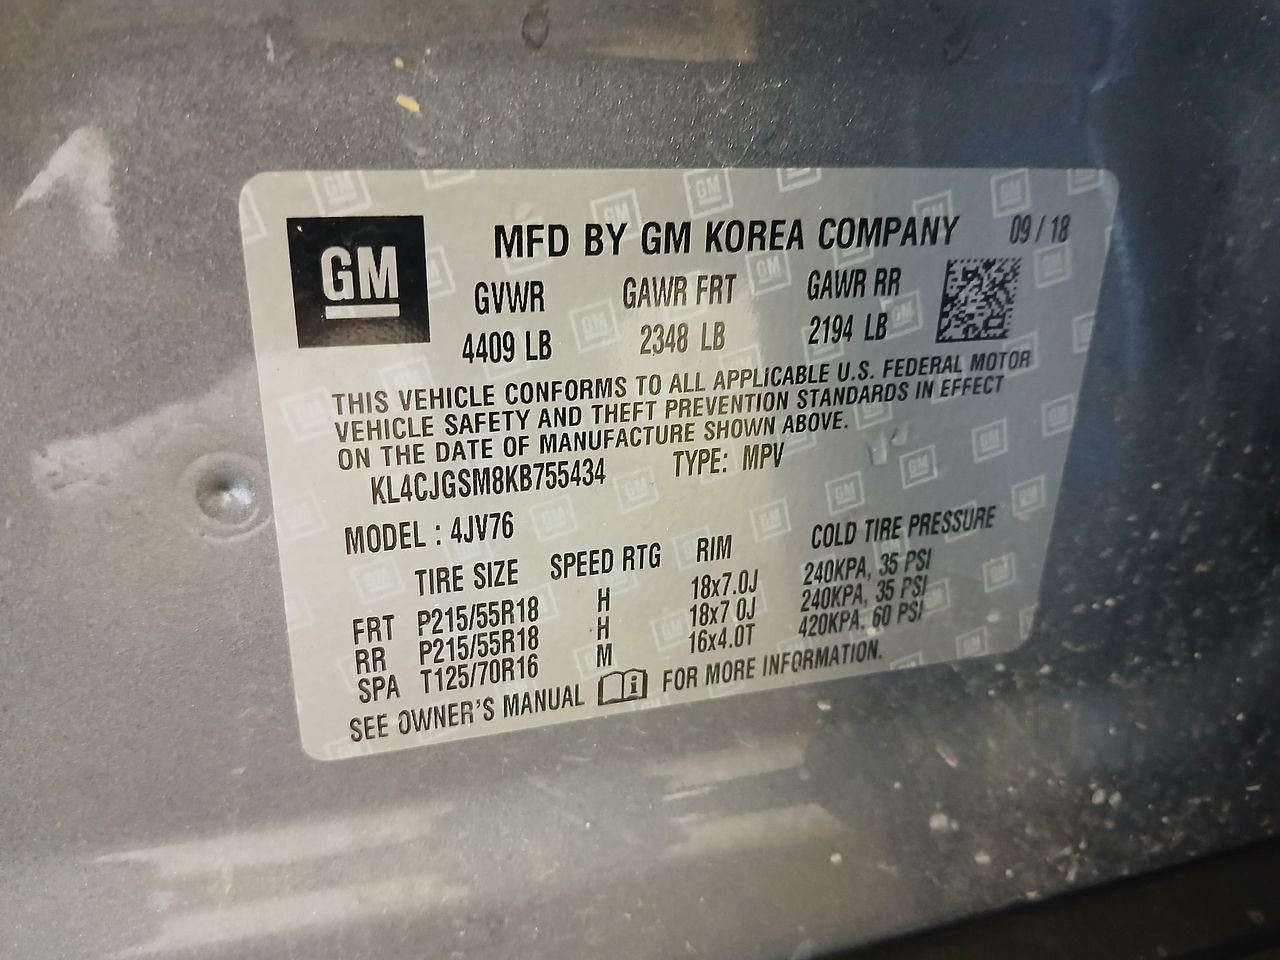 GM
MFD BY GM KOREA COMPANY 09/18
GVWR GAWR FRT GAWR RR
4409 LB 2348 LB 2194 LB
THIS VEHICLE CONFORMS TO ALL APPLICABLE U.S. FEDERAL MOTOR
VEHICLE SAFETY AND THEFT PREVENTION STANDARDS IN EFFECT
ON THE DATE OF MANUFACTURE SHOWN ABOVE.
KL4CJGSM8KB755434 TYPE: MPV
MODEL : 4JV76
TIRE SIZE SPEED RTG RIM COLD TIRE PRESSURE
FRT P215/55R18 H 18x7.0J 240KPA, 35 PSI
RR P215/55R18 H 18x7.0J 240KPA, 35 PSI
SPA T125/70R16 M 16x4.0T 420KPA, 60 PSI
SEE OWNER'S MANUAL FOR MORE INFORMATION.